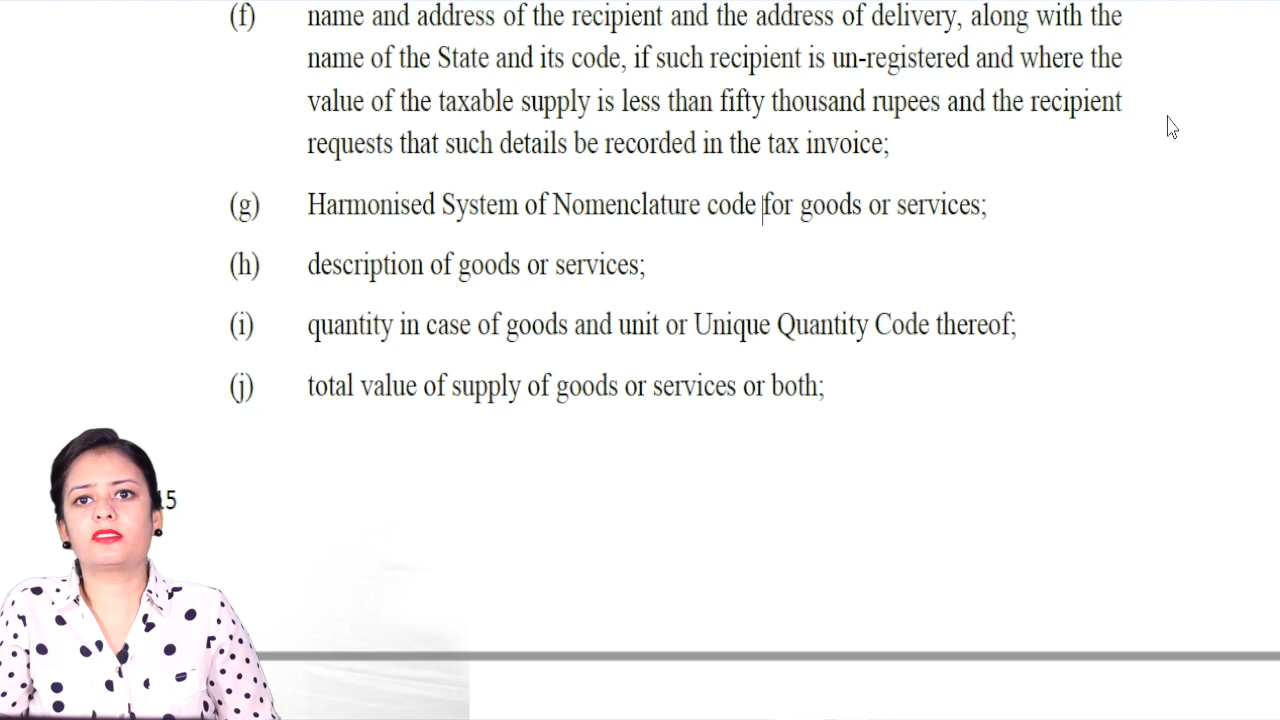 (f) name and address of the recipient and the address of delivery, along with the
name of the State and its code, if such recipient is un-registered and where the
value of the taxable supply is less than fifty thousand rupees and the recipient
requests that such details be recorded in the tax invoice;
(g) Harmonised System of Nomenclature code for goods or services;
(h) description of goods or services;
(i) quantity in case of goods and unit or Unique Quantity Code thereof;
(j) total value of supply of goods or services or both;